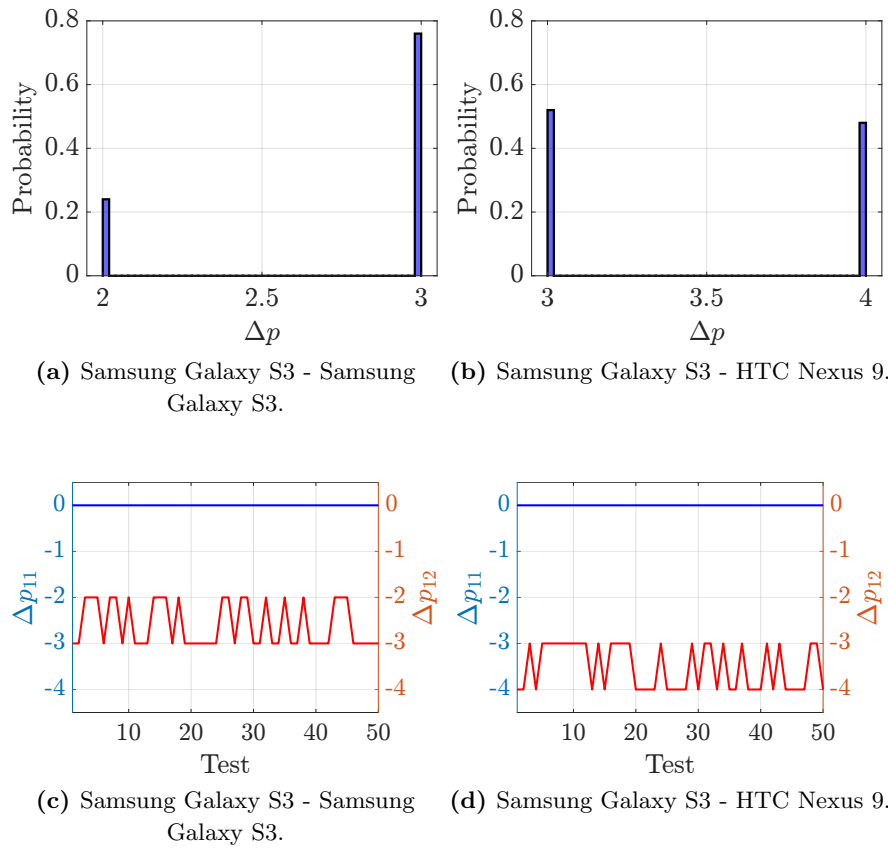 0.8
0.6
0.4
0.2
0
Probability
2
2.5
3
Δp
(a) Samsung Galaxy S3 - Samsung
Galaxy S3.
0.8
0.6
0.4
0.2
0
Probability
3
3.5
4
Δp
(b) Samsung Galaxy S3 - HTC Nexus 9.
0
-1
-2
-3
-4
Δp11
0
-1
-2
-3
-4
Δp12
10
20
30
40
50
Test
(c) Samsung Galaxy S3 - Samsung
Galaxy S3.
0
-1
-2
-3
-4
Δp11
0
-1
-2
-3
-4
Δp12
10
20
30
40
50
Test
(d) Samsung Galaxy S3 - HTC Nexus 9.